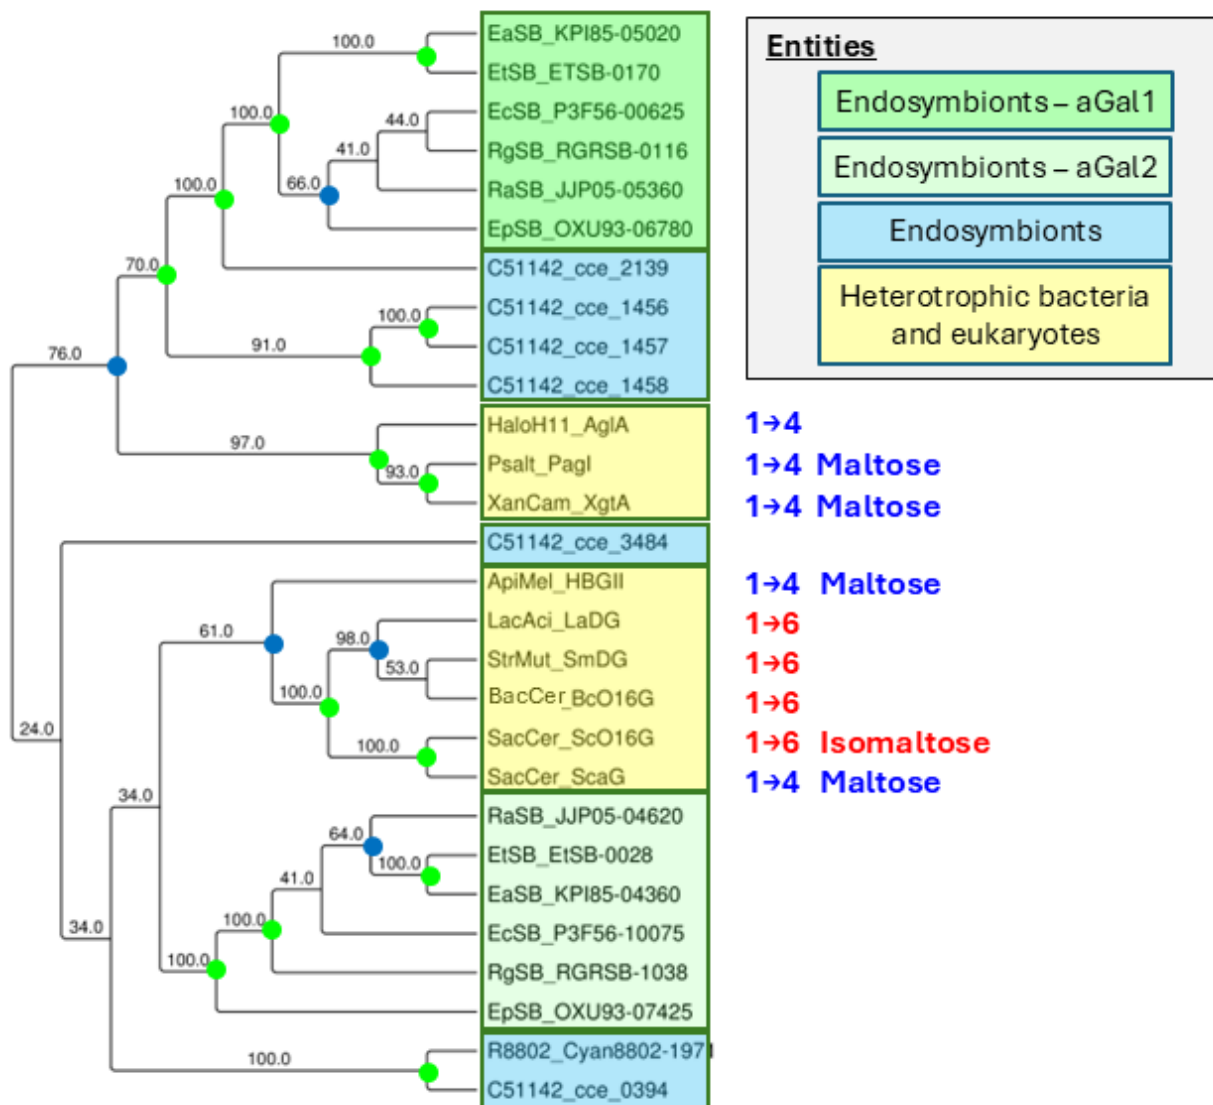 Entities
Endosymbionts – aGal1
Endosymbionts – aGal2
Endosymbionts
Heterotrophic bacteria
and eukaryotes
100.0
EaSB_KPI85-05020
EtSB_ETSB-0170
100.0
44.0
EcSB_P3F56-00625
41.0
RgSB_RGRSB-0116
100.0
66.0
RaSB_JJP05-05360
EpSB_OXU93-06780
70.0
C51142_cce_2139
100.0
C51142_cce_1456
91.0
C51142_cce_1457
76.0
C51142_cce_1458
HaloH11_AglA 1→4
97.0
93.0
Psalt_PagI 1→4 Maltose
XanCam_XgtA 1→4 Maltose
C51142_cce_3484
ApiMel_HBGII 1→4 Maltose
61.0
98.0
LacAci_LaDG 1→6
53.0
StrMut_SmDG 1→6
100.0
BacCer_BcO16G 1→6
24.0
100.0
SacCer_ScO16G 1→6 Isomaltose
SacCer_ScaG 1→4 Maltose
34.0
64.0
RaSB_JJP05-04620
100.0
EtSB_EtSB-0028
41.0
EaSB_KPI85-04360
100.0
EcSB_P3F56-10075
34.0
100.0
RgSB_RGRSB-1038
EpSB_OXU93-07425
100.0
R8802_Cyan8802-1971
C51142_cce_0394